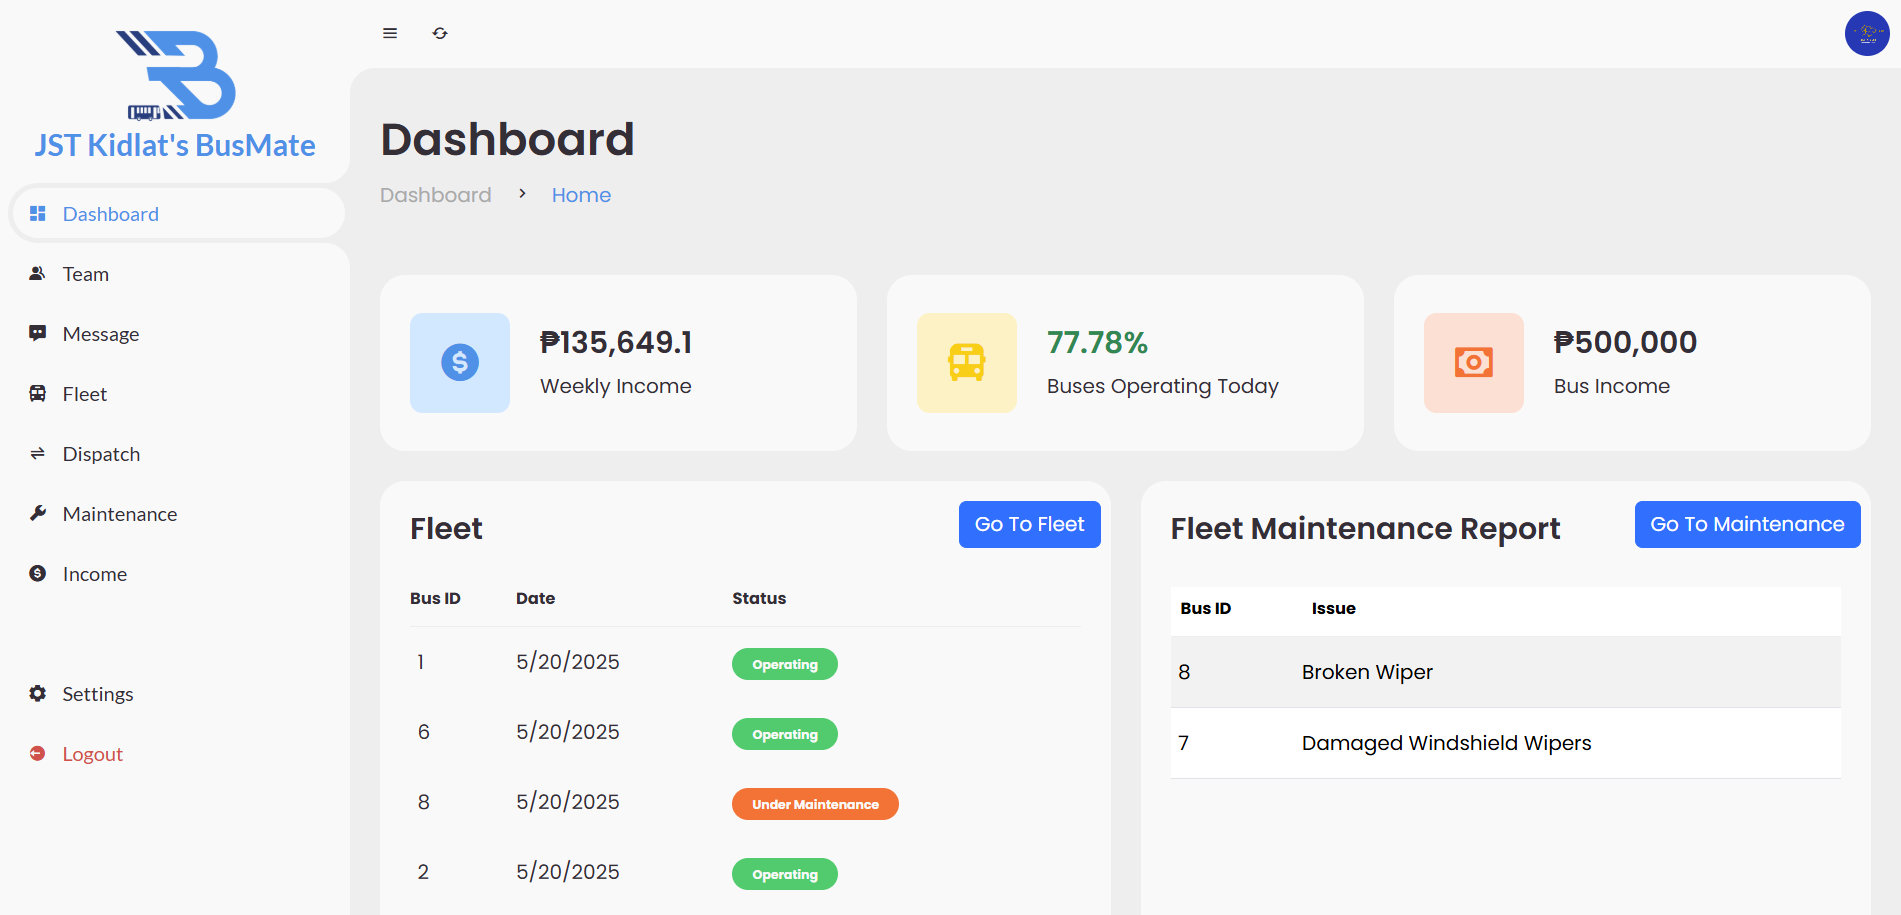 JST Kidlat's BusMate
Dashboard
Team
Message
Fleet
Dispatch
Maintenance
Income
Settings
Logout
Dashboard
Dashboard > Home
₱135,649.1
Weekly Income
77.78%
Buses Operating Today
₱500,000
Bus Income
Fleet
Go To Fleet
Bus ID Date Status
1 5/20/2025 Operating
6 5/20/2025 Operating
8 5/20/2025 Under Maintenance
2 5/20/2025 Operating
Fleet Maintenance Report
Go To Maintenance
Bus ID Issue
8 Broken Wiper
7 Damaged Windshield Wipers